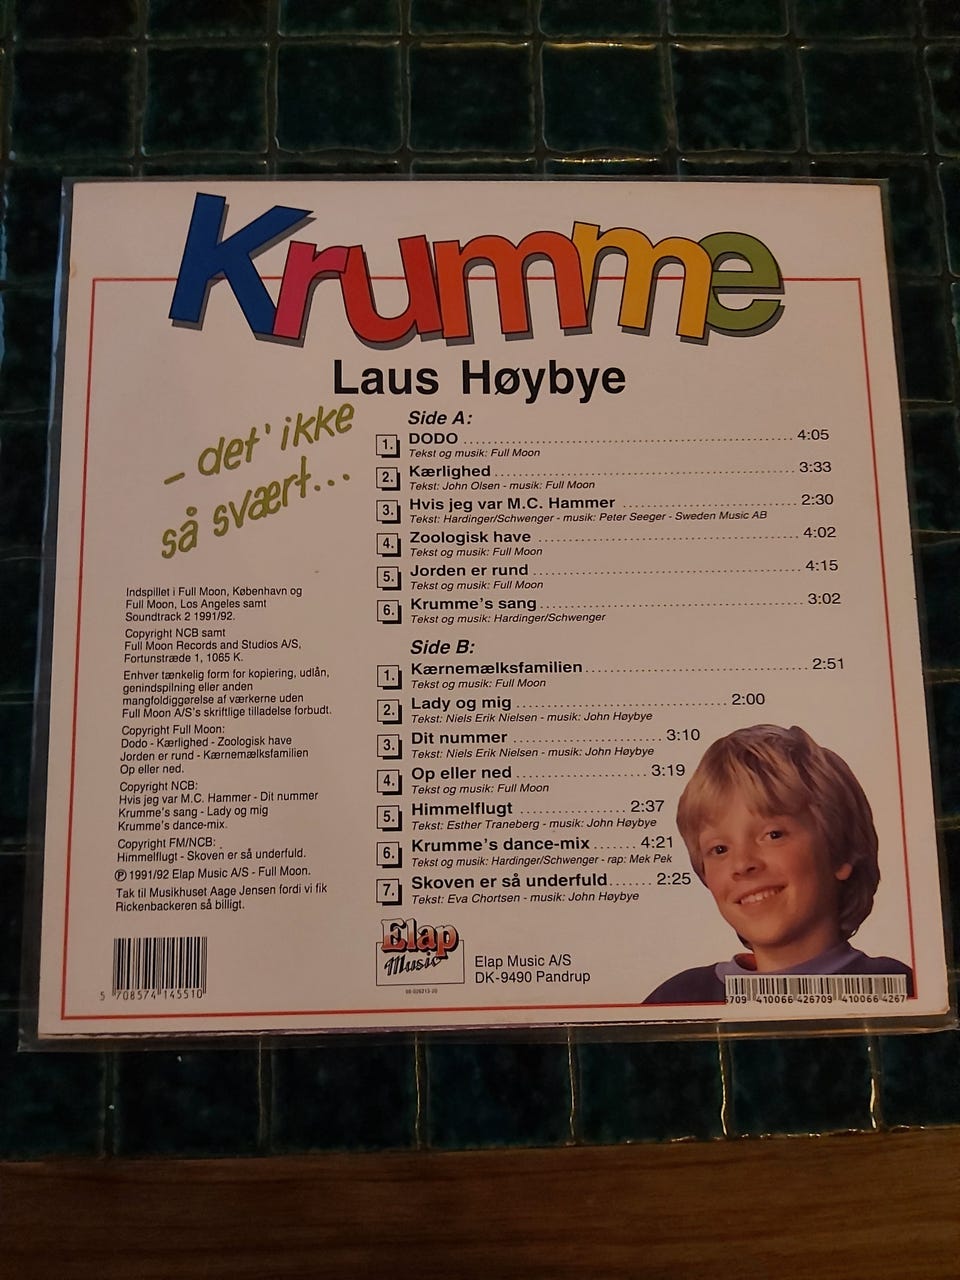 Krumme
Laus Høybye
– det' ikke
så svært...
Side A:
1. DODO 4:05
Tekst og musik: Full Moon
2. Kærlighed 3:33
Tekst: John Olsen - musik: Full Moon
3. Hvis jeg var M.C. Hammer 2:30
Tekst: Hardinger/Schwenger - musik: Peter Seeger - Sweden Music AB
4. Zoologisk have 4:02
Tekst og musik: Full Moon
5. Jorden er rund 4:15
Tekst og musik: Full Moon
6. Krumme's sang 3:02
Tekst og musik: Hardinger/Schwenger
Side B:
1. Kærnemælksfamilien 2:51
Tekst og musik: Full Moon
2. Lady og mig 2:00
Tekst: Niels Erik Nielsen - musik: John Høybye
3. Dit nummer 3:10
Tekst: Niels Erik Nielsen - musik: John Høybye
4. Op eller ned 3:19
Tekst og musik: Full Moon
5. Himmelflugt 2:37
Tekst: Esther Traneberg - musik: John Høybye
6. Krumme's dance-mix 4:21
Tekst og musik: Hardinger/Schwenger - rap: Mek Pek
7. Skoven er så underfuld 2:25
Tekst: Eva Chortsen - musik: John Høybye
Indspillet i Full Moon, København og
Full Moon, Los Angeles samt
Soundtrack 2 1991/92.
Copyright NCB samt
Full Moon Records and Studios A/S,
Fortunstræde 1, 1065 K.
Enhver tænkelig form for kopiering, udlån,
genindspilning eller anden
mangfoldiggørelse af værkerne uden
Full Moon A/S's skriftlige tilladelse forbudt.
Copyright Full Moon:
Dodo - Kærlighed - Zoologisk have
Jorden er rund - Kærnemælksfamilien
Op eller ned.
Copyright NCB:
Hvis jeg var M.C. Hammer - Dit nummer
Krumme's sang - Lady og mig
Krumme's dance-mix.
Copyright FM/NCB:
Himmelflugt - Skoven er så underfuld.
Ⓟ 1991/92 Elap Music A/S - Full Moon.
Tak til Musikhuset Aage Jensen fordi vi fik
Rickenbackeren så billigt.
5 708574 145510
Elap
Music
Elap Music A/S
DK-9490 Pandrup
5709 410066 426709 410066 4267